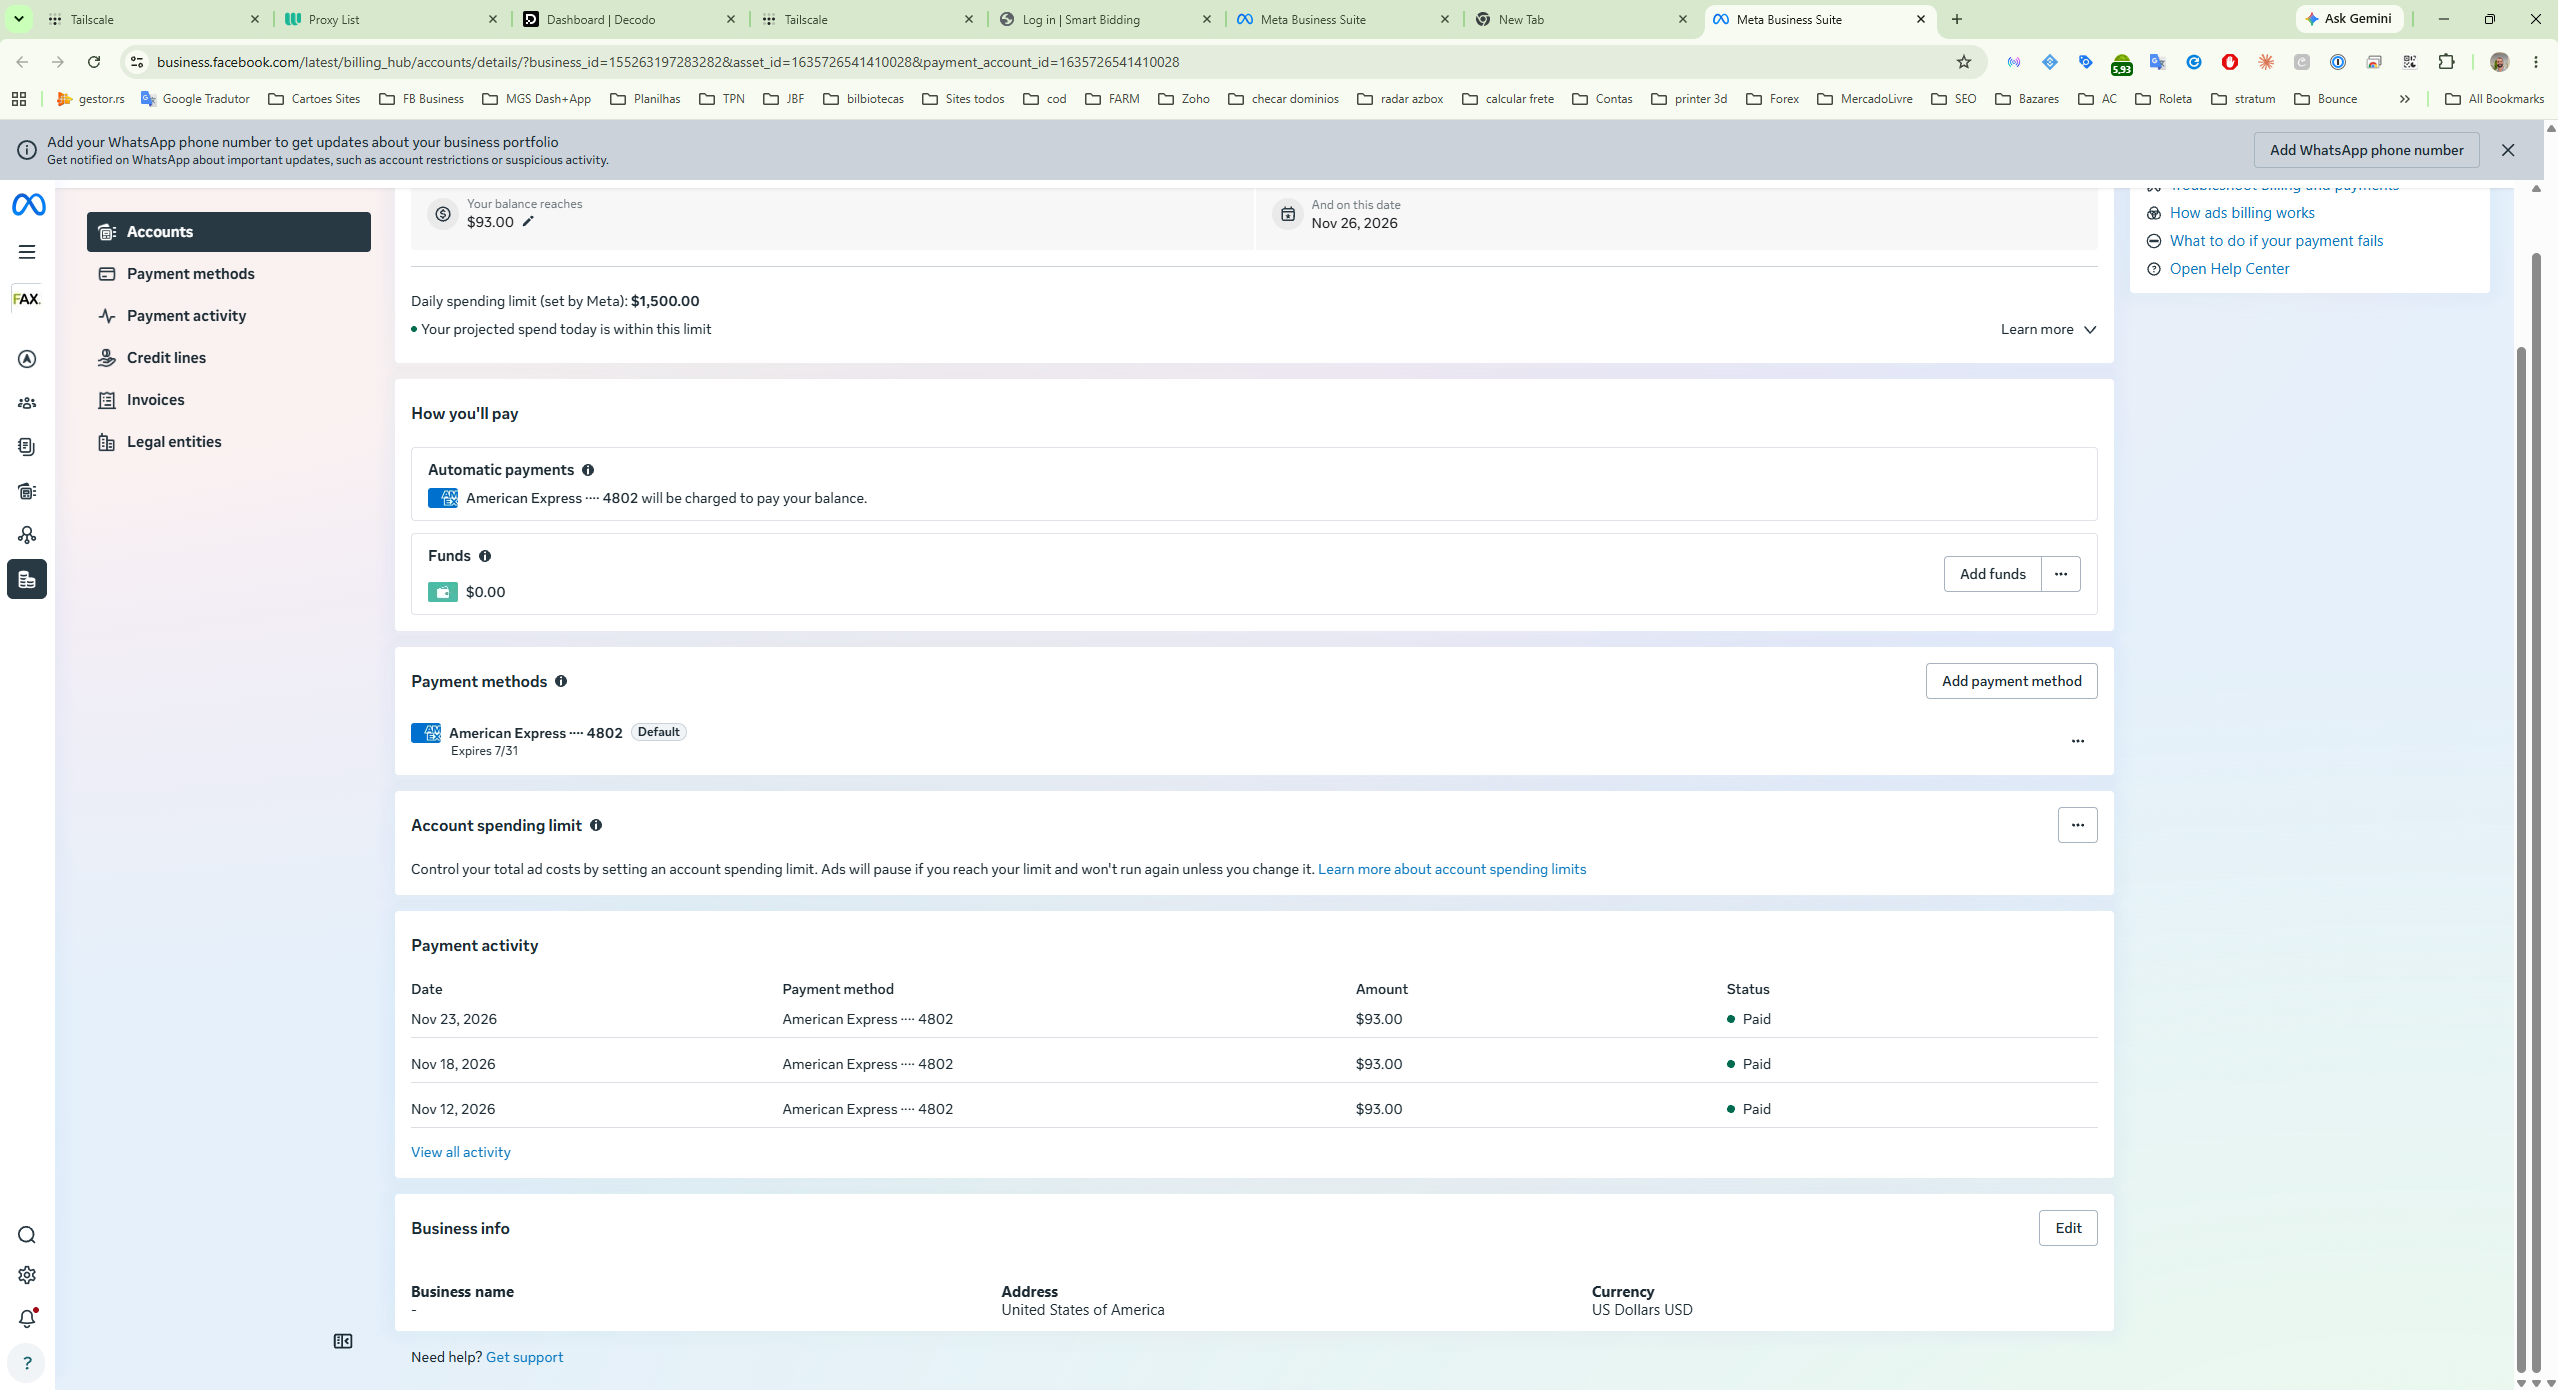 Tailscale
Proxy List
Dashboard | Decodo
Tailscale
Log in | Smart Bidding
Meta Business Suite
New Tab
Meta Business Suite
Ask Gemini
business.facebook.com/latest/billing_hub/accounts/details/?business_id=155263197283282&asset_id=1635726541410028&payment_account_id=1635726541410028
5,93
gestor.rs
Google Tradutor
Cartoes Sites
FB Business
MGS Dash+App
Planilhas
TPN
JBF
bilbiotecas
Sites todos
cod
FARM
Zoho
checar dominios
radar azbox
calcular frete
Contas
printer 3d
Forex
MercadoLivre
SEO
Bazares
AC
Roleta
stratum
Bounce
All Bookmarks
Add your WhatsApp phone number to get updates about your business portfolio
Get notified on WhatsApp about important updates, such as account restrictions or suspicious activity.
Add WhatsApp phone number
FAX.
Accounts
Payment methods
Payment activity
Credit lines
Invoices
Legal entities
Your balance reaches
$93.00
And on this date
Nov 26, 2026
Daily spending limit (set by Meta): $1,500.00
Your projected spend today is within this limit
Learn more
Troubleshoot billing and payments
How ads billing works
What to do if your payment fails
Open Help Center
How you'll pay
Automatic payments
American Express ···· 4802 will be charged to pay your balance.
Funds
$0.00
Add funds
Payment methods
Add payment method
American Express ···· 4802 Default
Expires 7/31
Account spending limit
Control your total ad costs by setting an account spending limit. Ads will pause if you reach your limit and won't run again unless you change it. Learn more about account spending limits
Payment activity
Date Payment method Amount Status
Nov 23, 2026 American Express ···· 4802 $93.00 Paid
Nov 18, 2026 American Express ···· 4802 $93.00 Paid
Nov 12, 2026 American Express ···· 4802 $93.00 Paid
View all activity
Business info
Edit
Business name Address Currency
- United States of America US Dollars USD
Need help? Get support